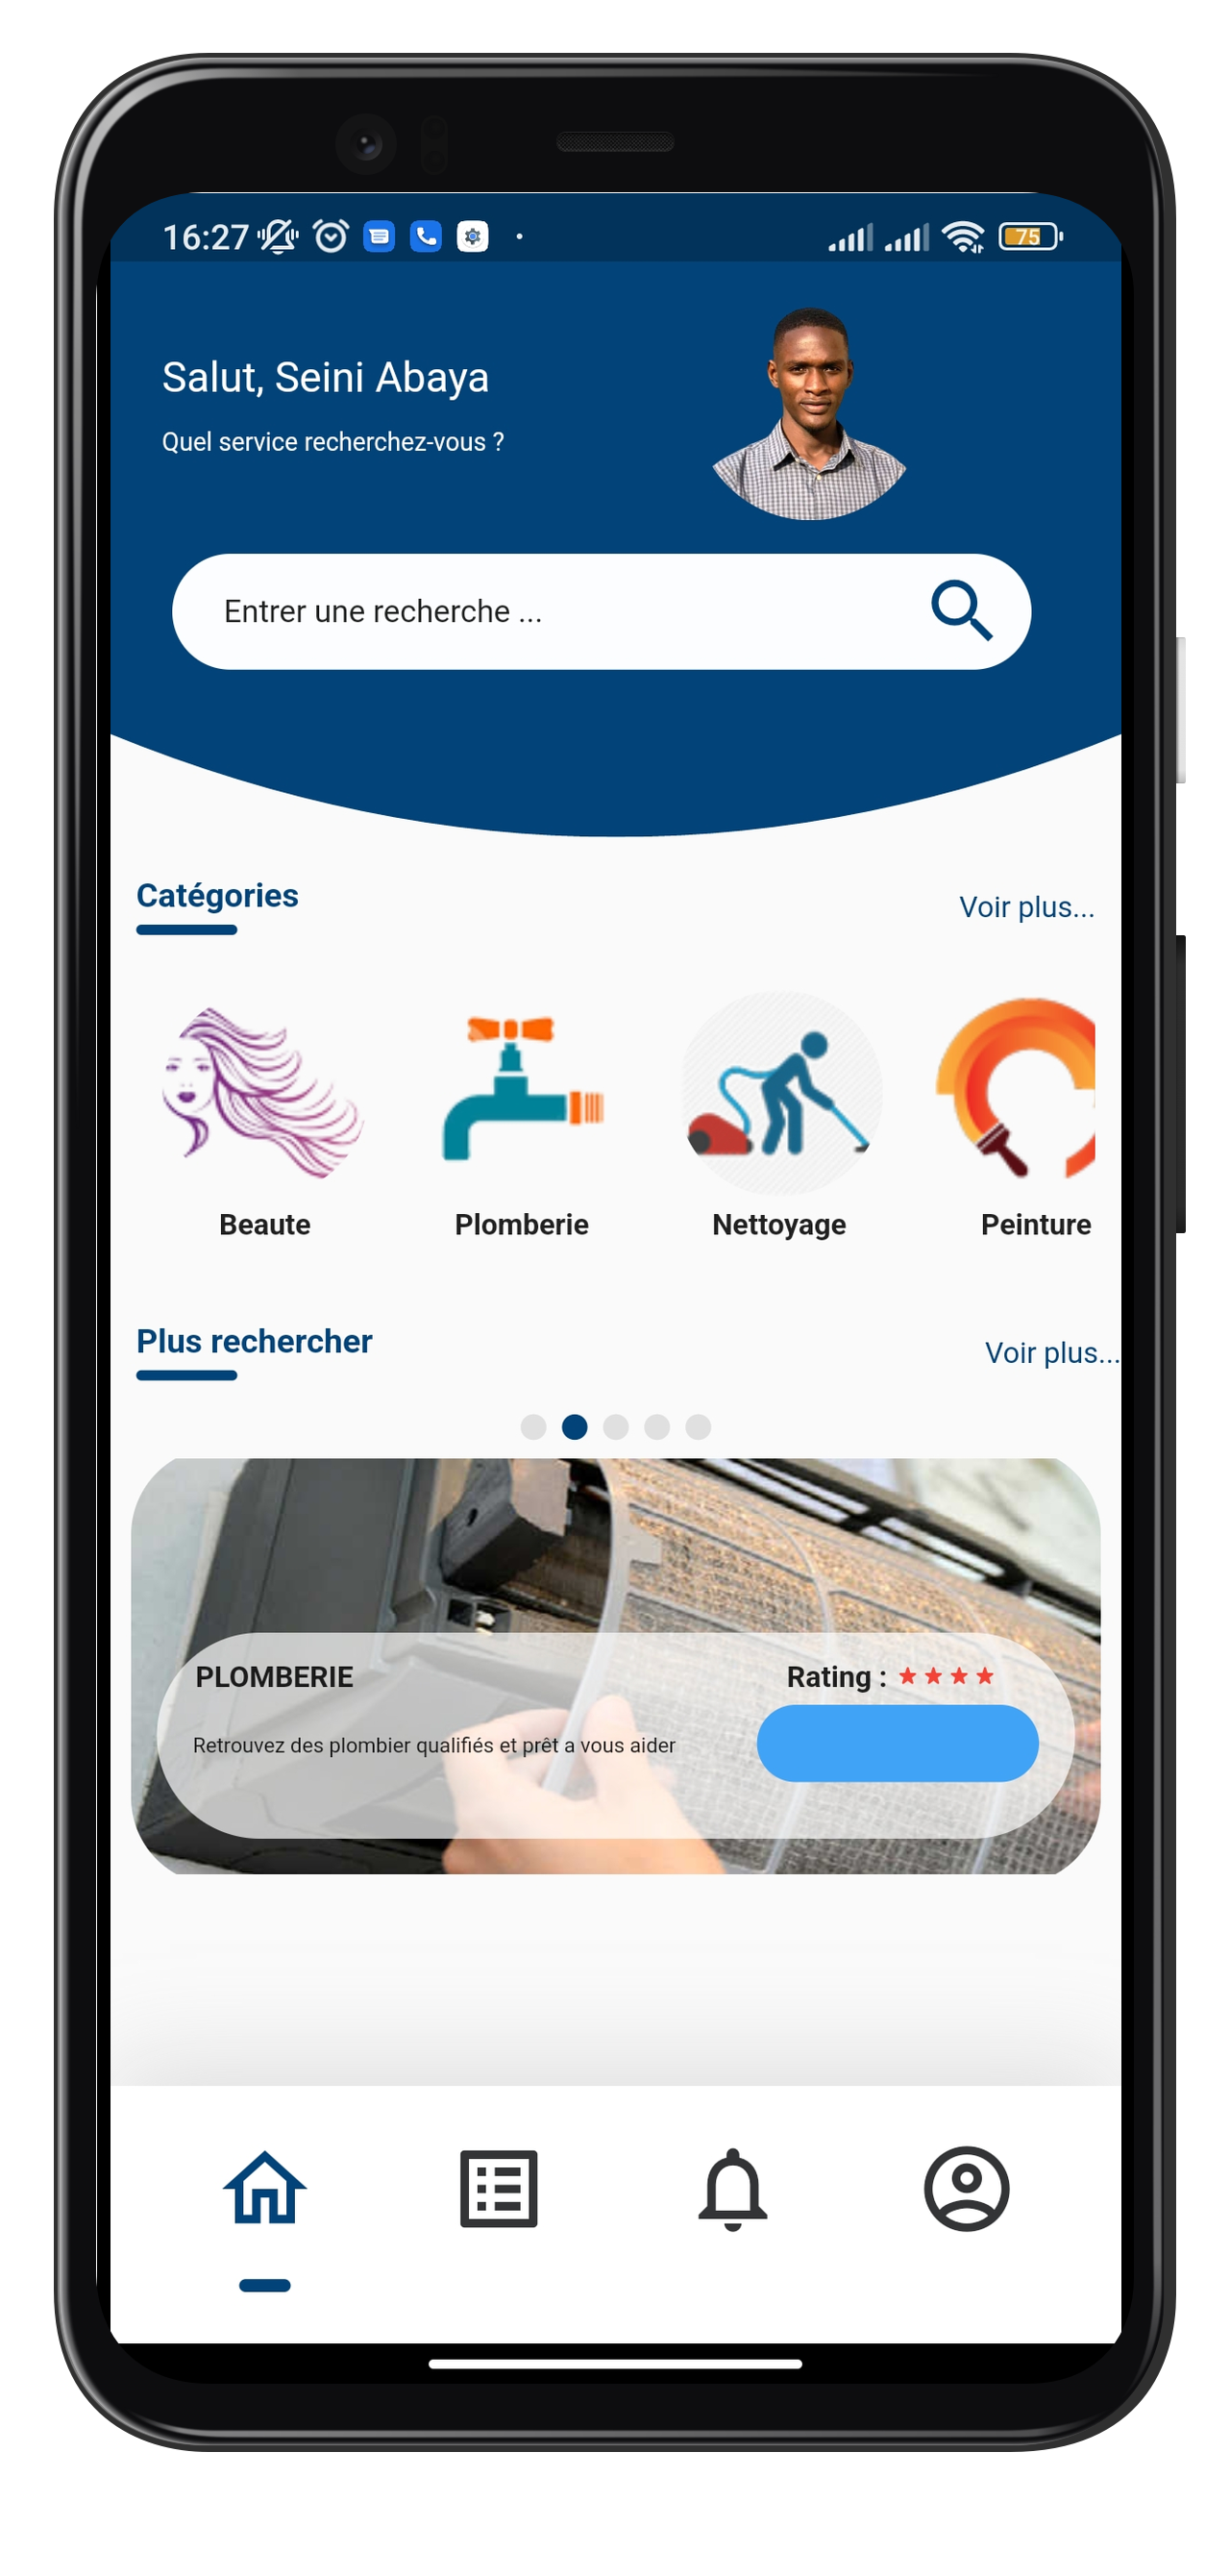 16:27
75
Salut, Seini Abaya
Quel service recherchez-vous ?
Entrer une recherche ...
Catégories
Voir plus...
Beaute
Plomberie
Nettoyage
Peinture
Plus rechercher
Voir plus...
PLOMBERIE
Rating :
Retrouvez des plombier qualifiés et prêt a vous aider